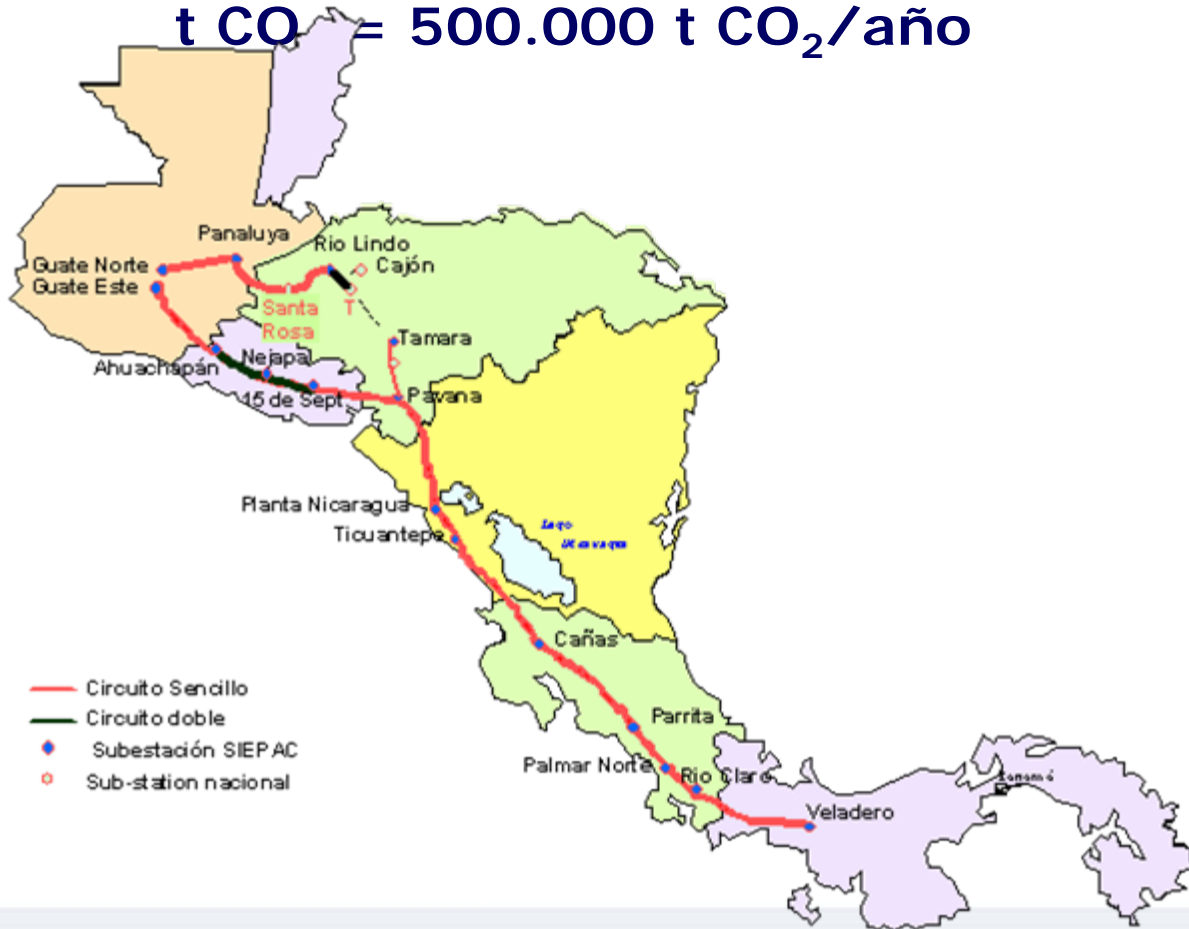 t CO = 500.000 t CO₂/año
Panaluya
Rio Lindo
Guate Norte
Cajón
Guate Este
Santa
Rosa
T
Tamara
Nejapa
Ahuachapán
15 de Sept
Pavana
Planta Nicaragua
Ticuantepe
Lago
Cañas
Circuito Sencillo
Circuito doble
Subestación SIEPAC
Sub-station nacional
Parrita
Palmar Norte
Rio Claro
Veladero
Panamá